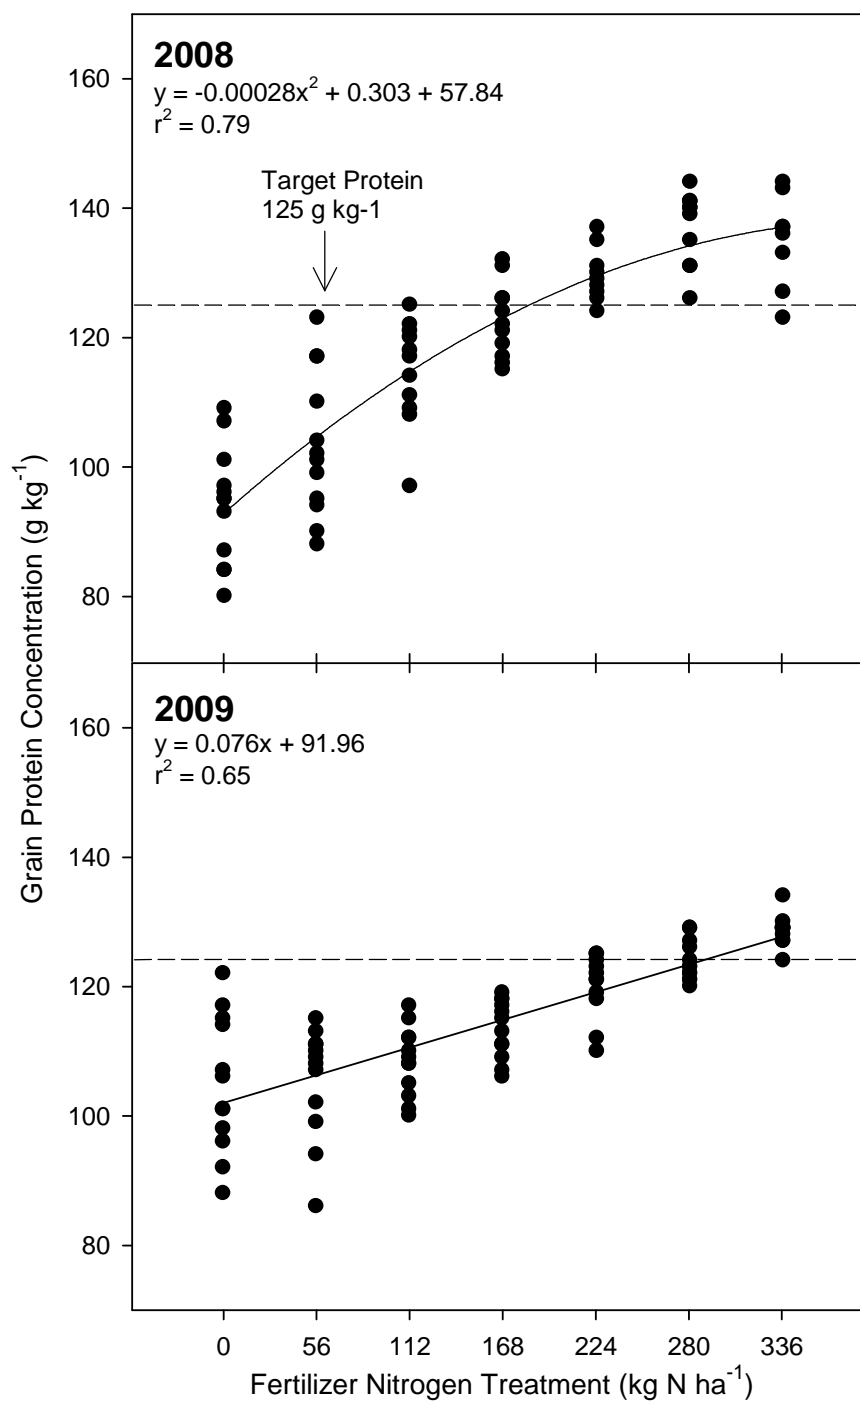 2008
y = -0.00028x² + 0.303 + 57.84
r² = 0.79
Target Protein
125 g kg-1
160
140
120
100
80
2009
y = 0.076x + 91.96
r² = 0.65
160
140
120
100
80
Grain Protein Concentration (g kg⁻¹)
0 56 112 168 224 280 336
Fertilizer Nitrogen Treatment (kg N ha⁻¹)